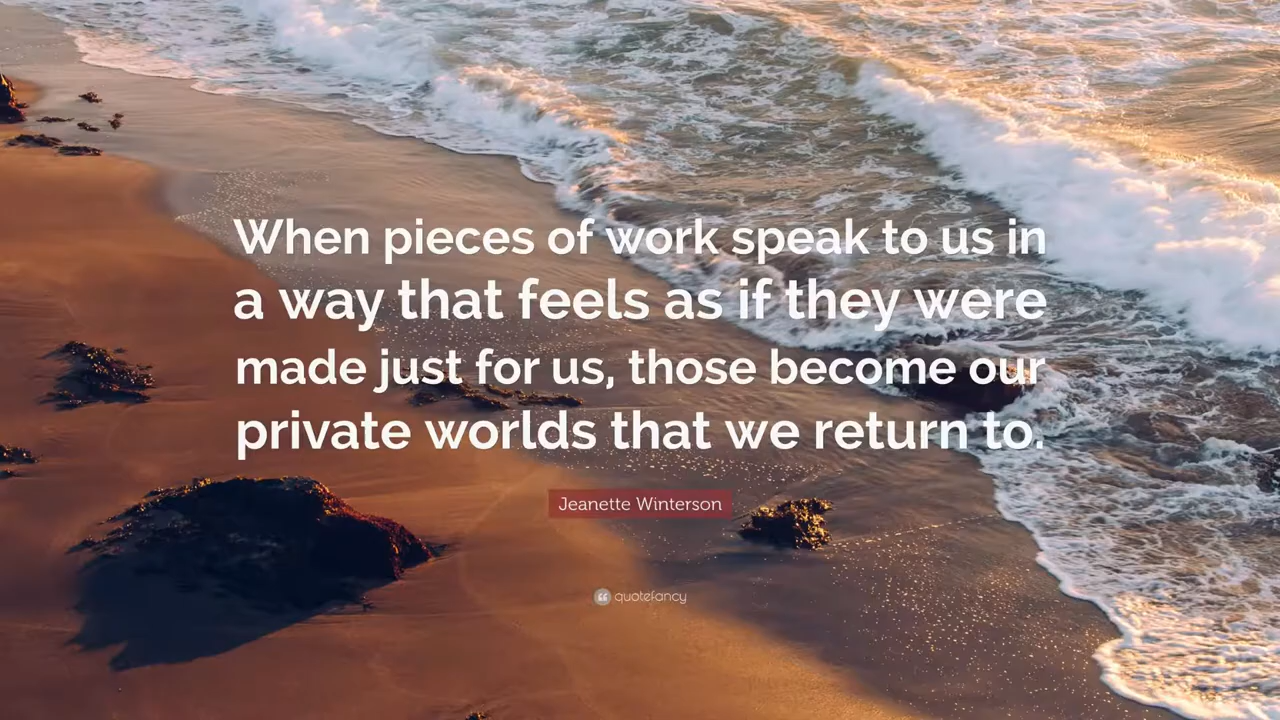 When pieces of work speak to us in
a way that feels as if they were
made just for us, those become our
private worlds that we return to.
Jeanette Winterson
quotefancy